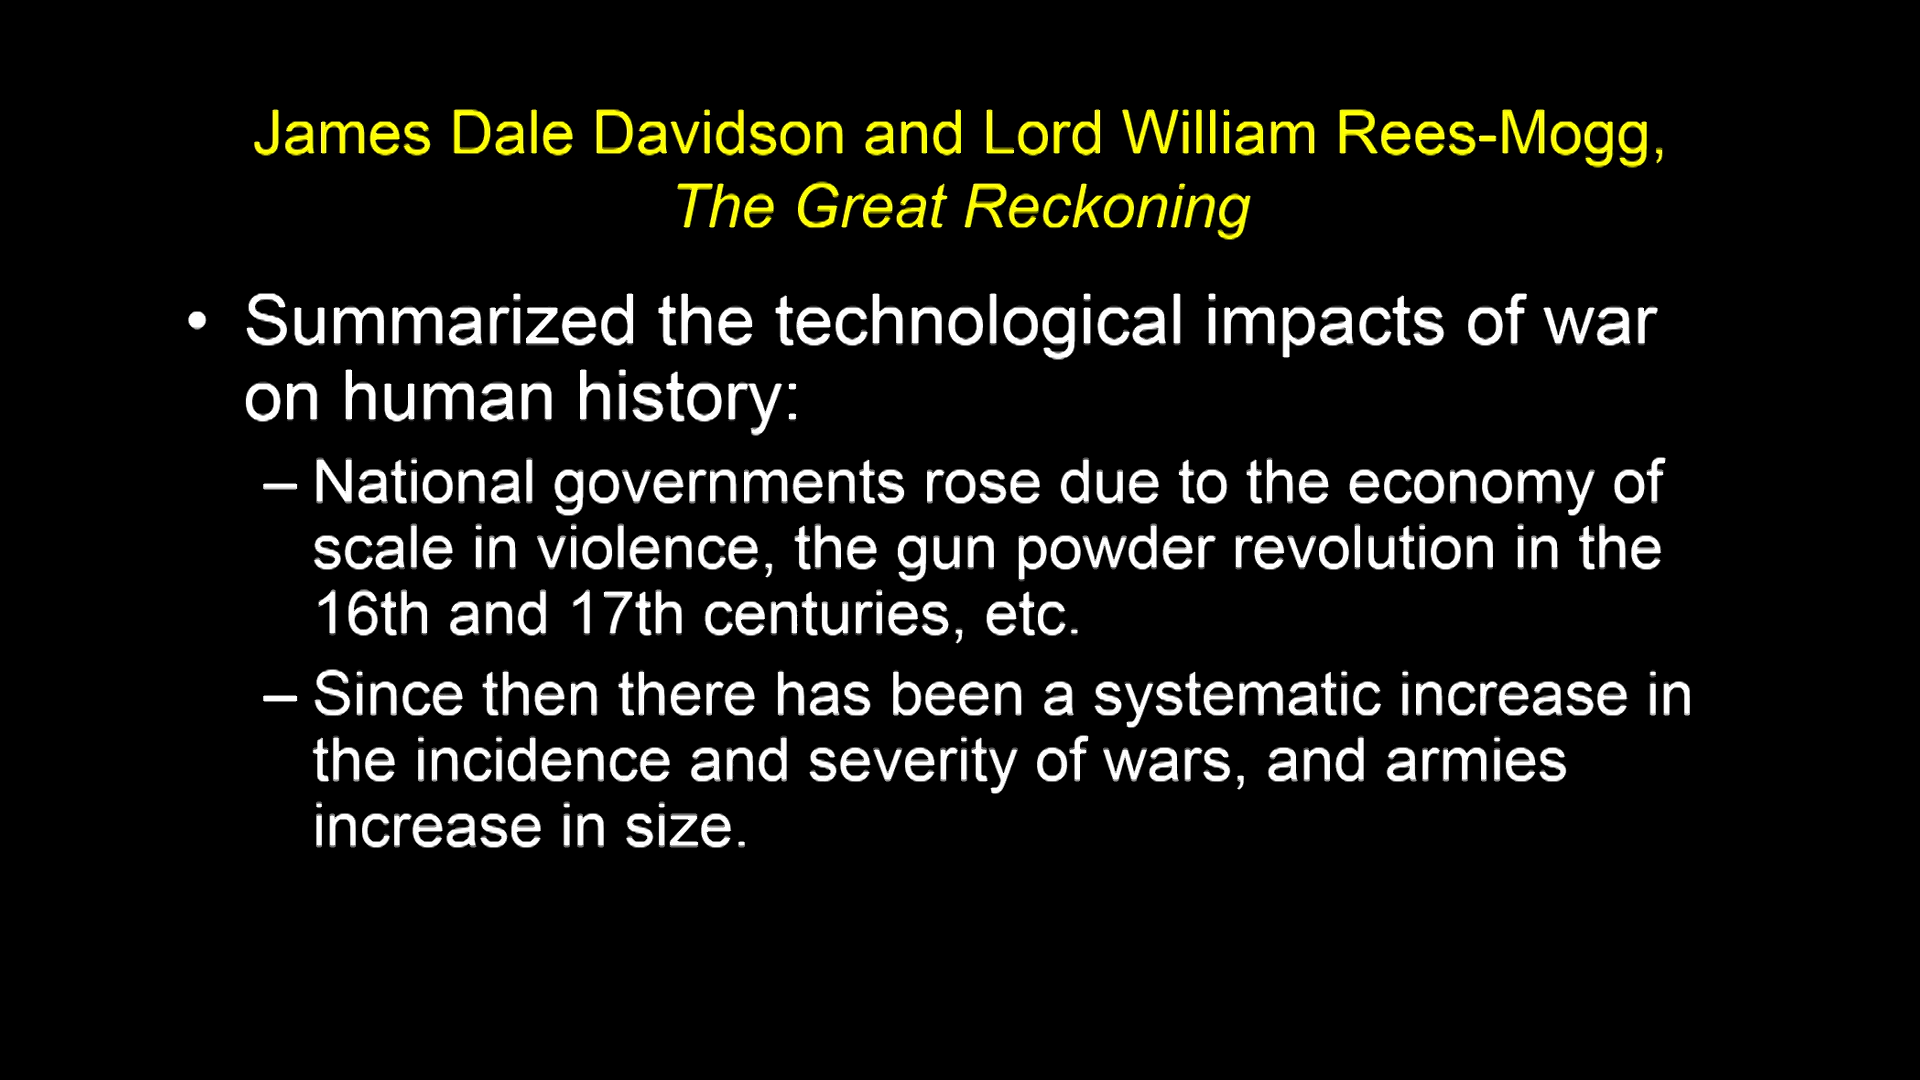 James Dale Davidson and Lord William Rees-Mogg,
The Great Reckoning
• Summarized the technological impacts of war
on human history:
– National governments rose due to the economy of
scale in violence, the gun powder revolution in the
16th and 17th centuries, etc.
– Since then there has been a systematic increase in
the incidence and severity of wars, and armies
increase in size.